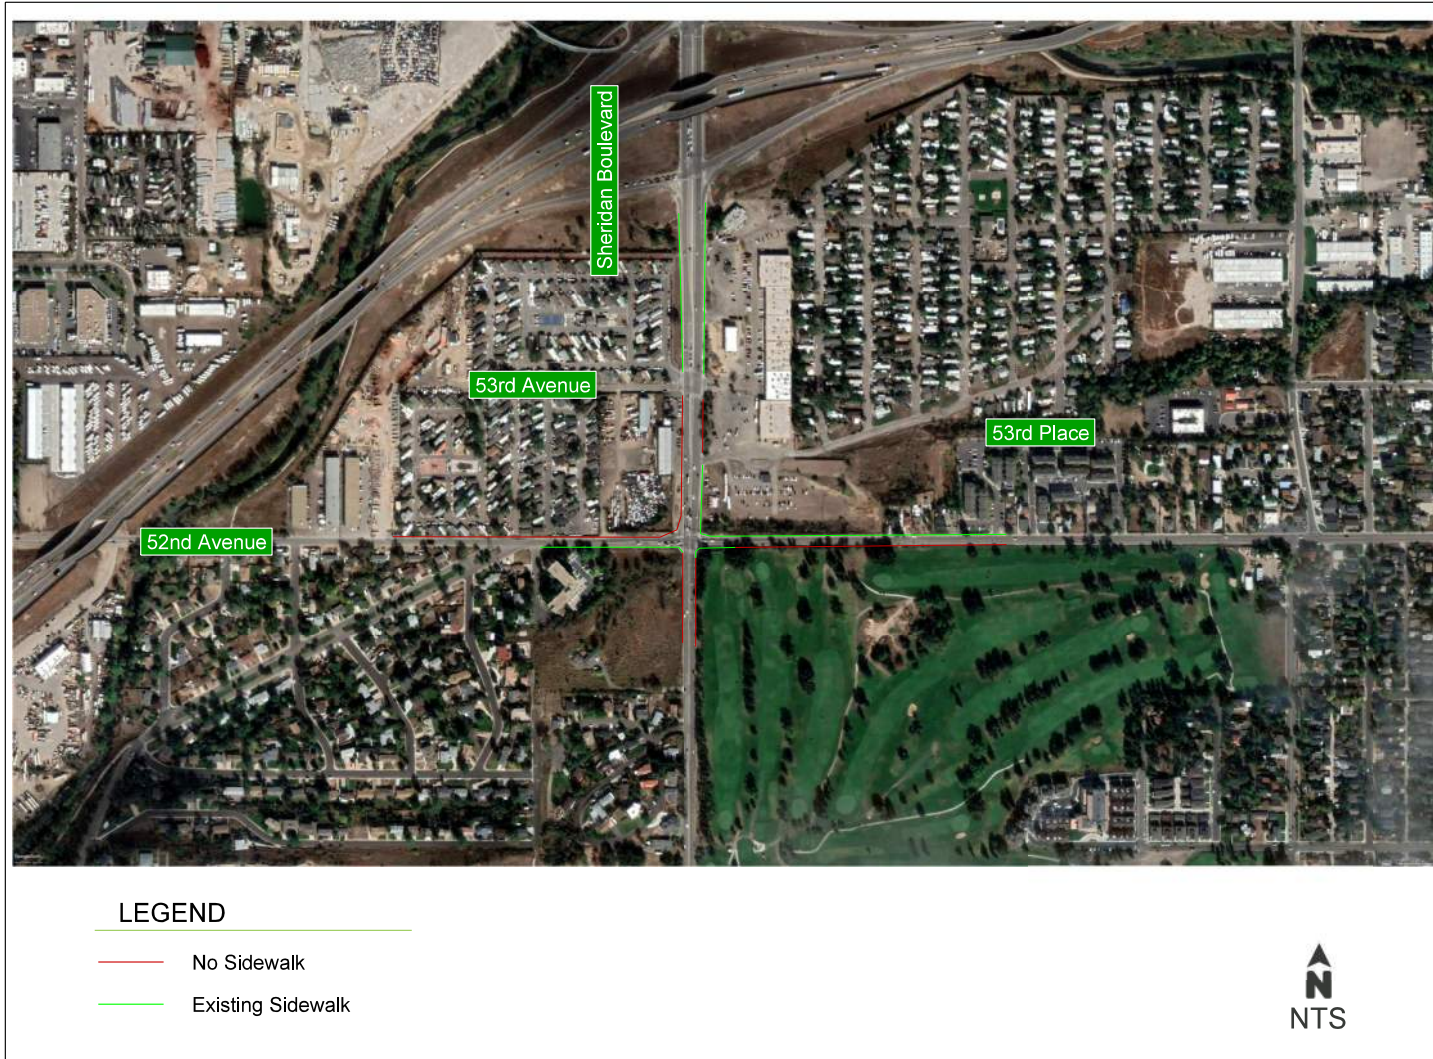 Sheridan Boulevard
53rd Avenue
53rd Place
52nd Avenue
LEGEND
No Sidewalk
Existing Sidewalk
N
NTS